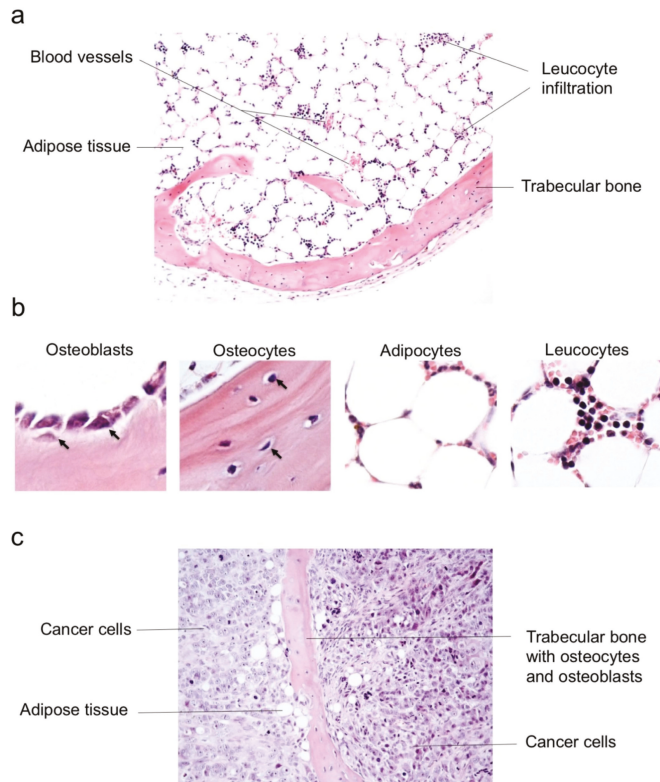 a
Blood vessels
Leucocyte
infiltration
Adipose tissue
Trabecular bone
b
Osteoblasts
Osteocytes
Adipocytes
Leucocytes
c
Cancer cells
Trabecular bone
with osteocytes
and osteoblasts
Adipose tissue
Cancer cells